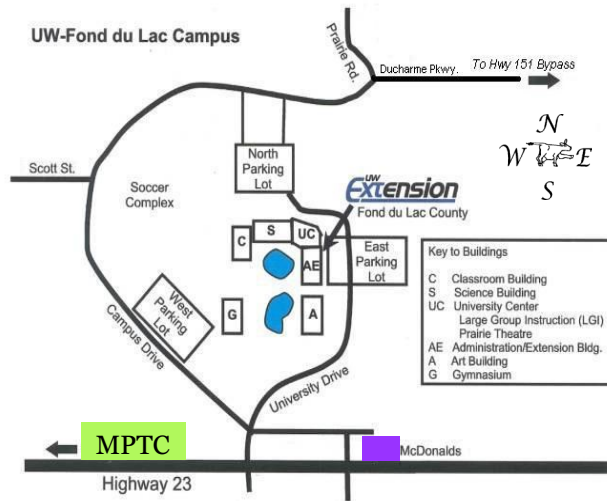 UW-Fond du Lac Campus
Prairie Rd.
Ducharme Pkwy.
To Hwy 151 Bypass
N
W E
S
Scott St.
North
Parking
Lot
Soccer
Complex
UW
Extension
Fond du Lac County
S
UC
C
AE
East
Parking
Lot
West
Parking
Lot
G
A
Campus Drive
University Drive
Key to Buildings
C Classroom Building
S Science Building
UC University Center
Large Group Instruction (LGI)
Prairie Theatre
AE Administration/Extension Bldg.
A Art Building
G Gymnasium
MPTC
McDonalds
Highway 23